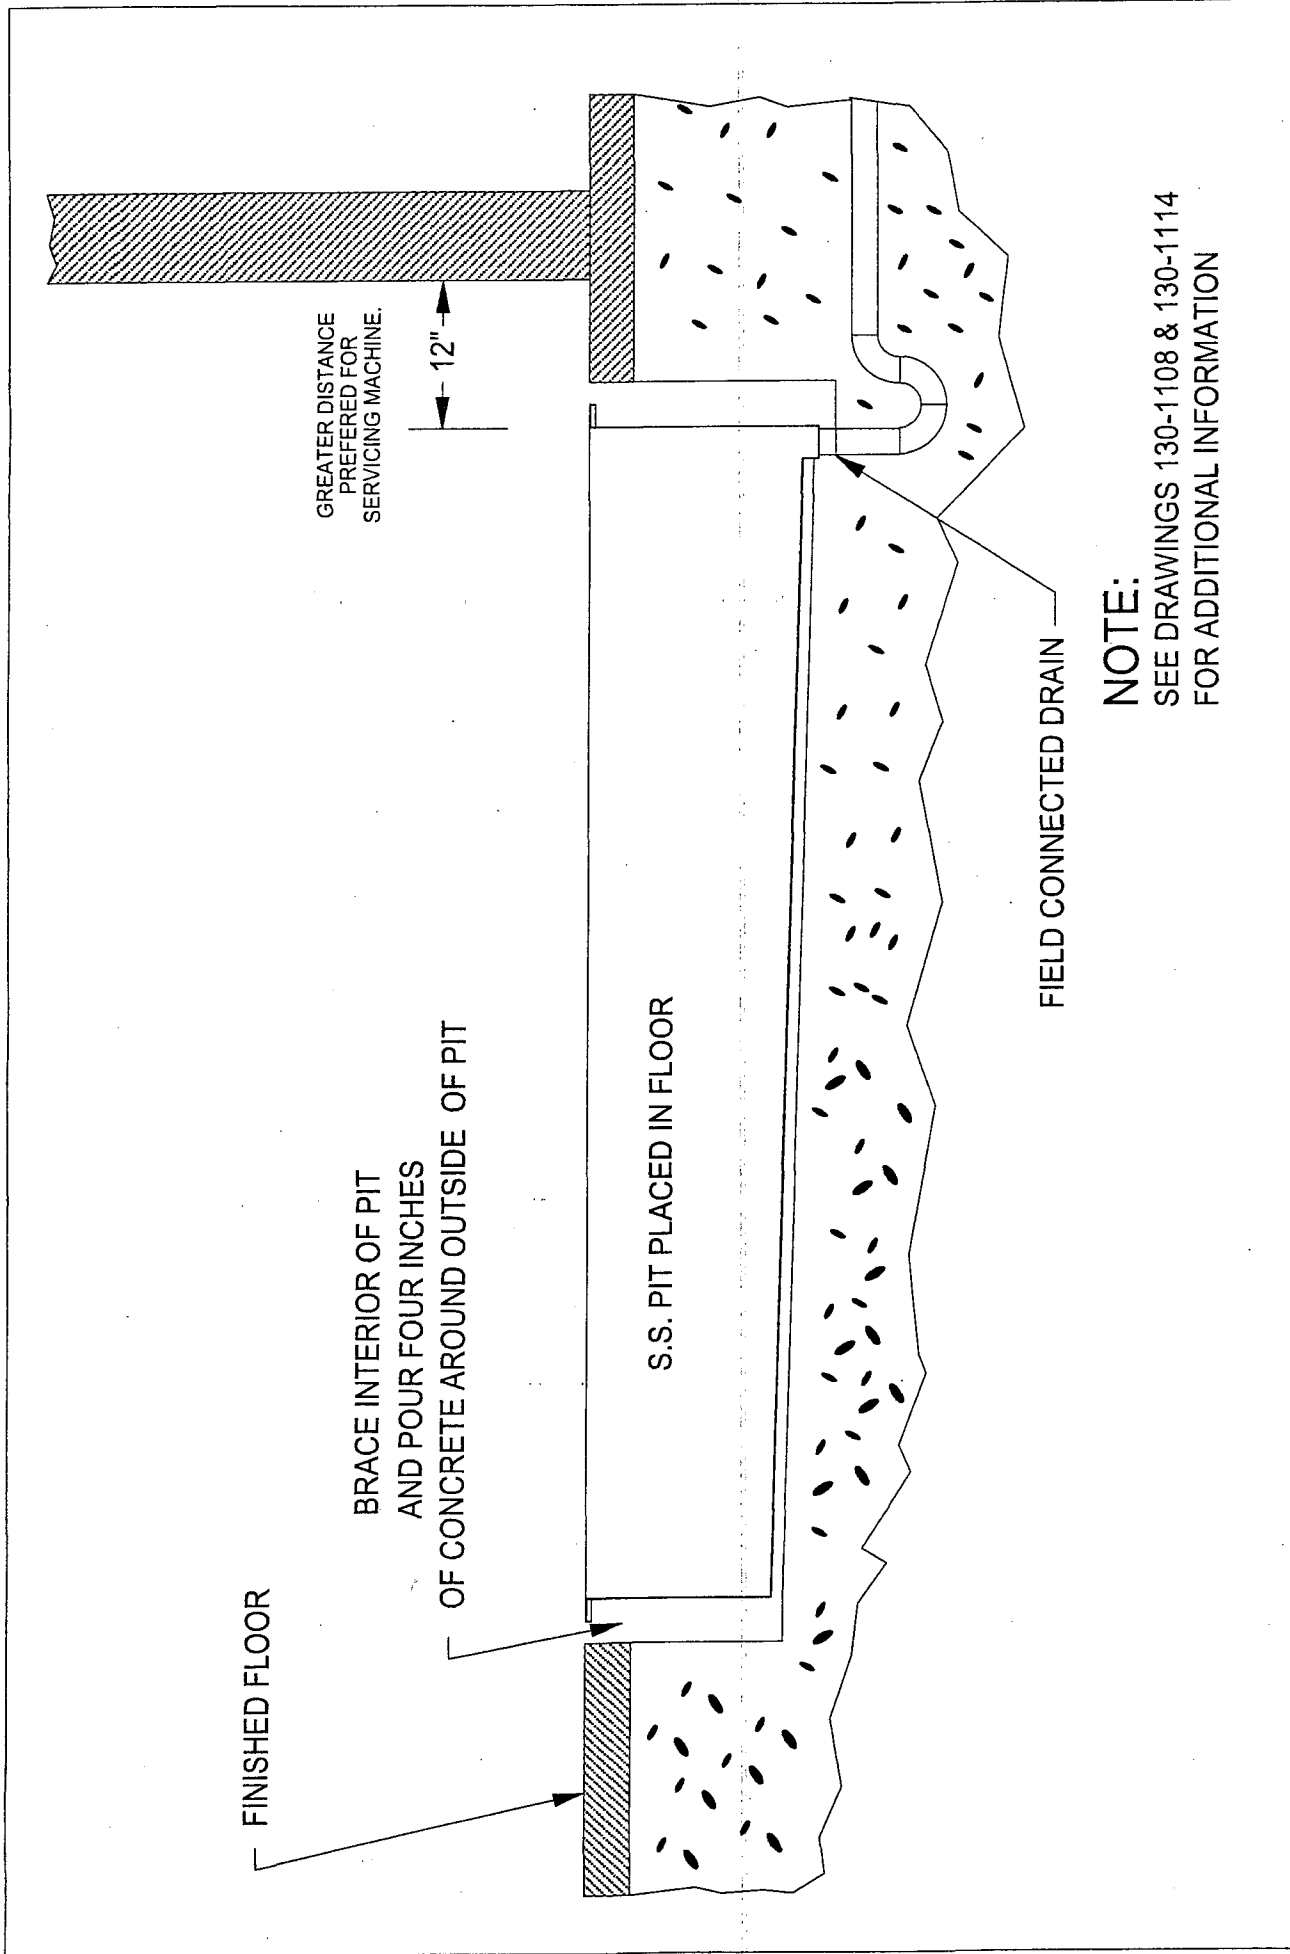 FINISHED FLOOR
BRACE INTERIOR OF PIT
AND POUR FOUR INCHES
OF CONCRETE AROUND OUTSIDE OF PIT
GREATER DISTANCE
PREFERED FOR
SERVICING MACHINE.
12"
S.S. PIT PLACED IN FLOOR
FIELD CONNECTED DRAIN
NOTE:
SEE DRAWINGS 130-1108 & 130-1114
FOR ADDITIONAL INFORMATION